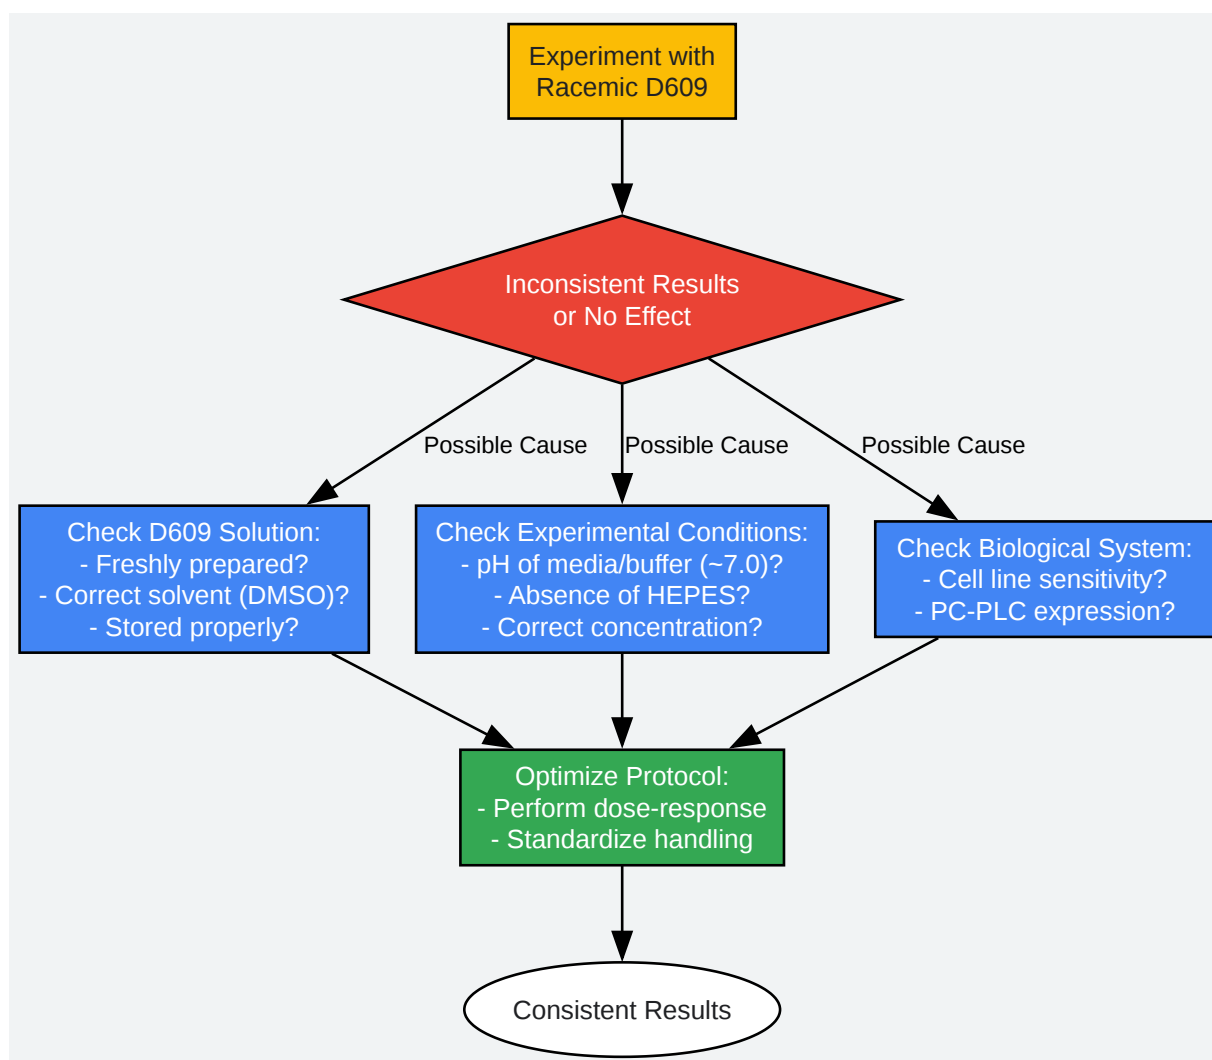 Experiment with
Racemic D609
Inconsistent Results
or No Effect
Possible Cause
Possible Cause
Possible Cause
Check D609 Solution:
- Freshly prepared?
- Correct solvent (DMSO)?
- Stored properly?
Check Experimental Conditions:
- pH of media/buffer (~7.0)?
- Absence of HEPES?
- Correct concentration?
Check Biological System:
- Cell line sensitivity?
- PC-PLC expression?
Optimize Protocol:
- Perform dose-response
- Standardize handling
Consistent Results